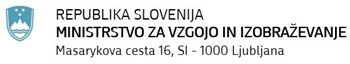 REPUBLIKA SLOVENIJA
MINISTRSTVO ZA VZGOJO IN IZOBRAŽEVANJE
Masarykova cesta 16, SI - 1000 Ljubljana